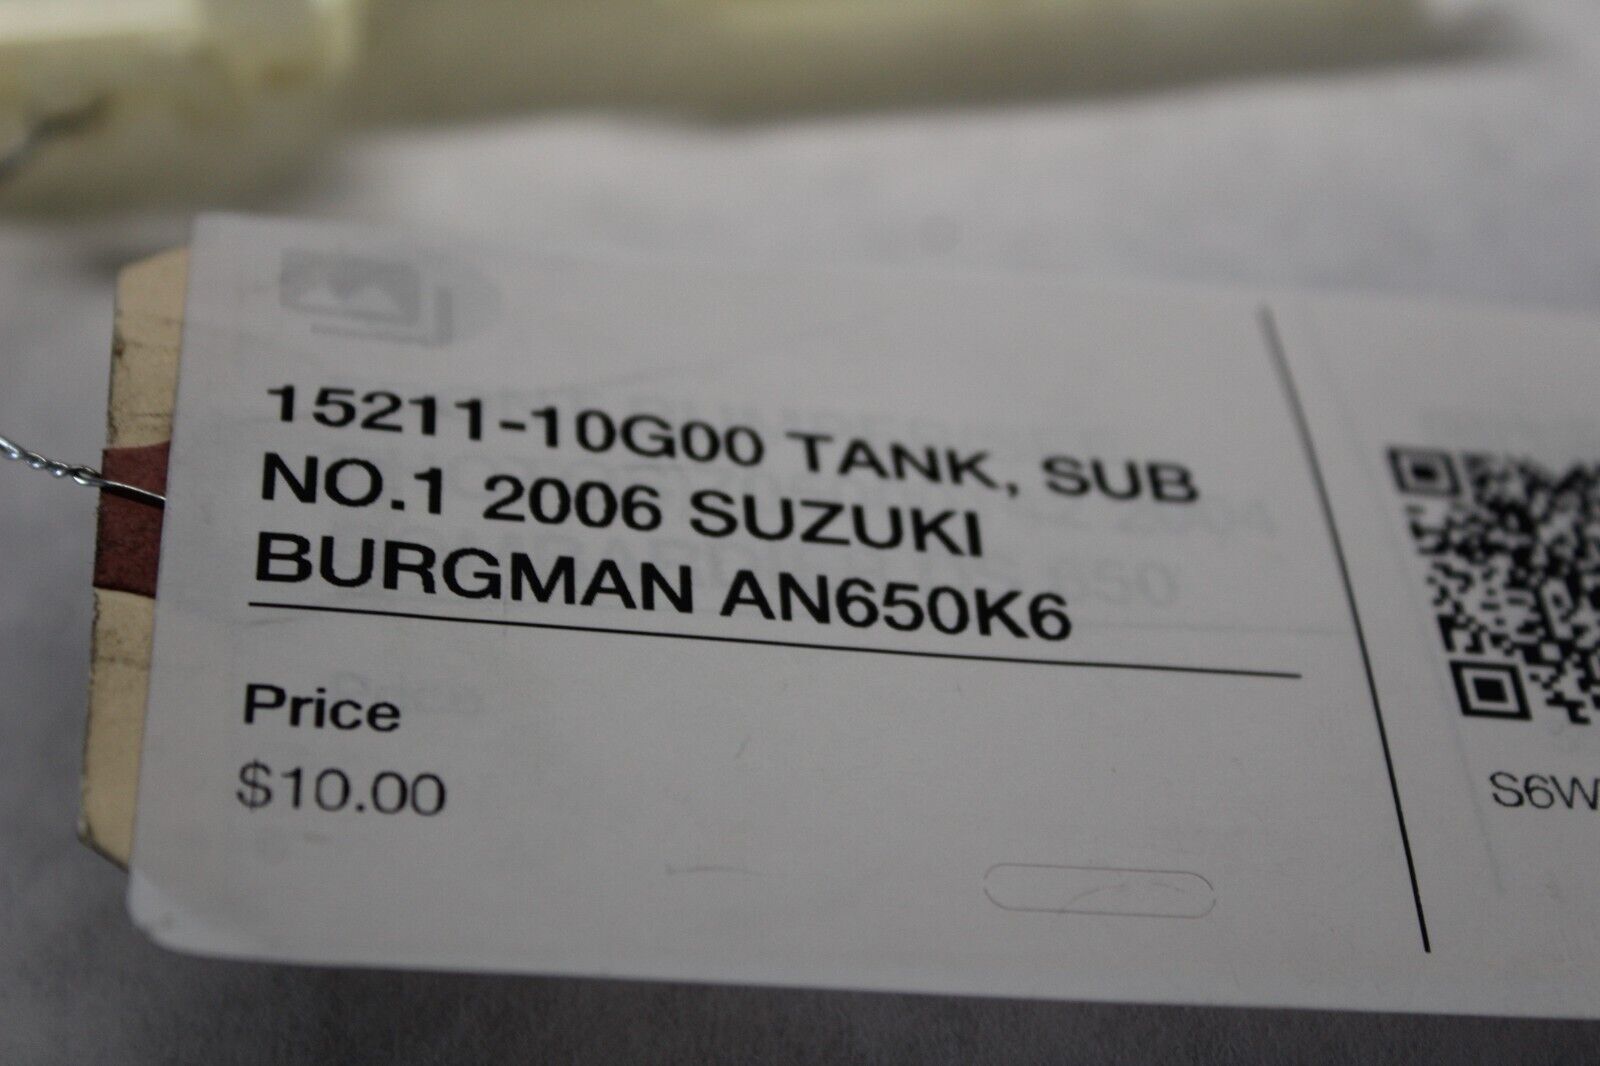 15211-10G00 TANK, SUB
NO.1 2006 SUZUKI
BURGMAN AN650K6
Price
$10.00
S6W